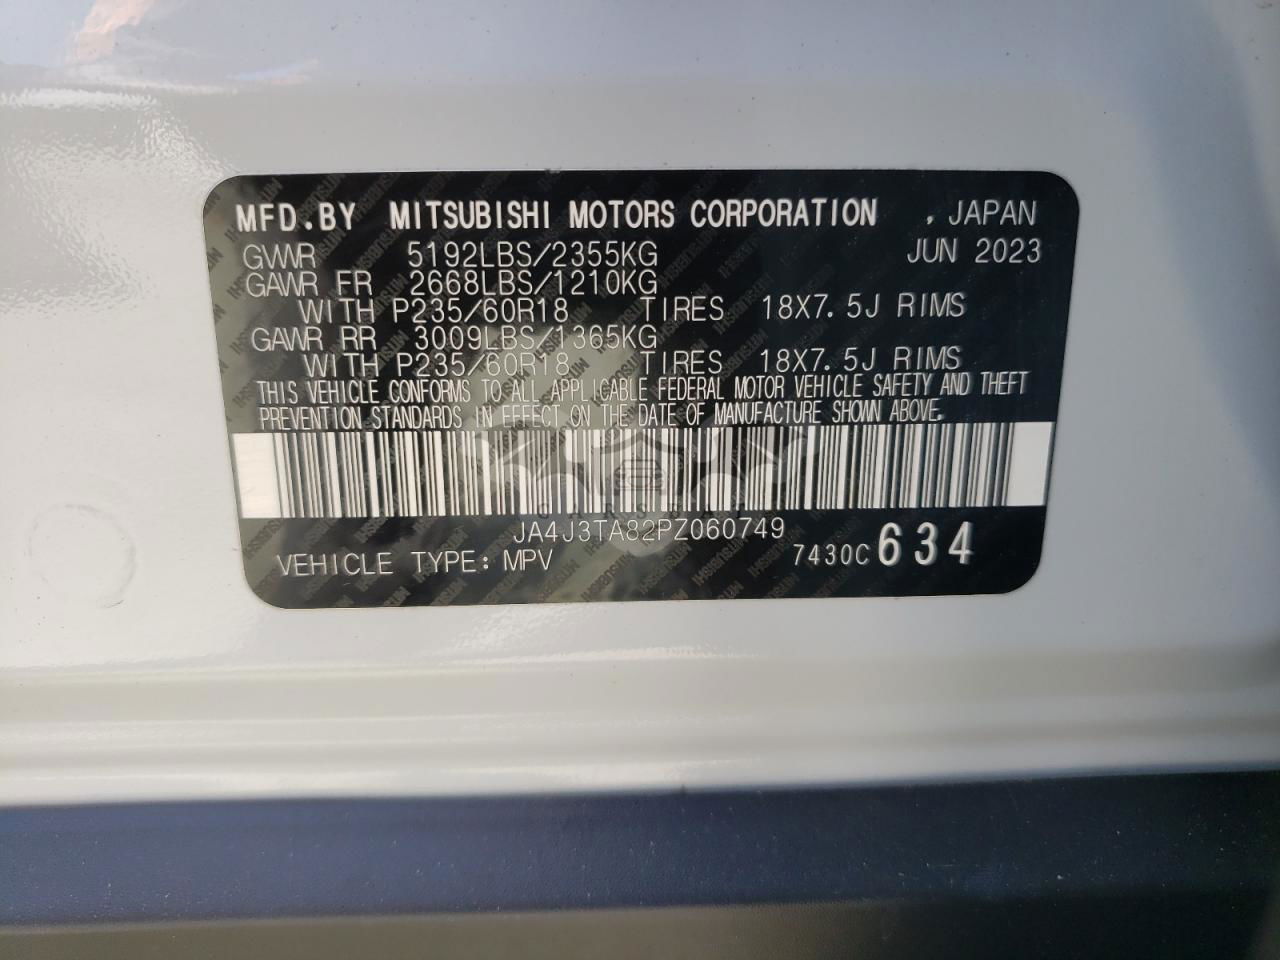 MFD.BY MITSUBISHI MOTORS CORPORATION , JAPAN
GVWR 5192LBS/2355KG JUN 2023
GAWR FR 2668LBS/1210KG
WITH P235/60R18 TIRES 18X7.5J RIMS
GAWR RR 3009LBS/1365KG
WITH P235/60R18 TIRES 18X7.5J RIMS
THIS VEHICLE CONFORMS TO ALL APPLICABLE FEDERAL MOTOR VEHICLE SAFETY AND THEFT
PREVENTION STANDARDS IN EFFECT ON THE DATE OF MANUFACTURE SHOWN ABOVE.
JA4J3TA82PZ060749
VEHICLE TYPE: MPV 7430C 634